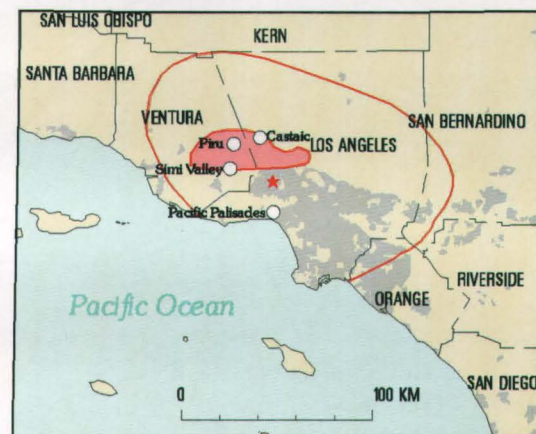 SAN LUIS OBISPO
KERN
SANTA BARBARA
VENTURA
SAN BERNARDINO
Castaic
Piru
LOS ANGELES
Simi Valley
Pacific Palisades
RIVERSIDE
ORANGE
Pacific Ocean
SAN DIEGO
0 100 KM